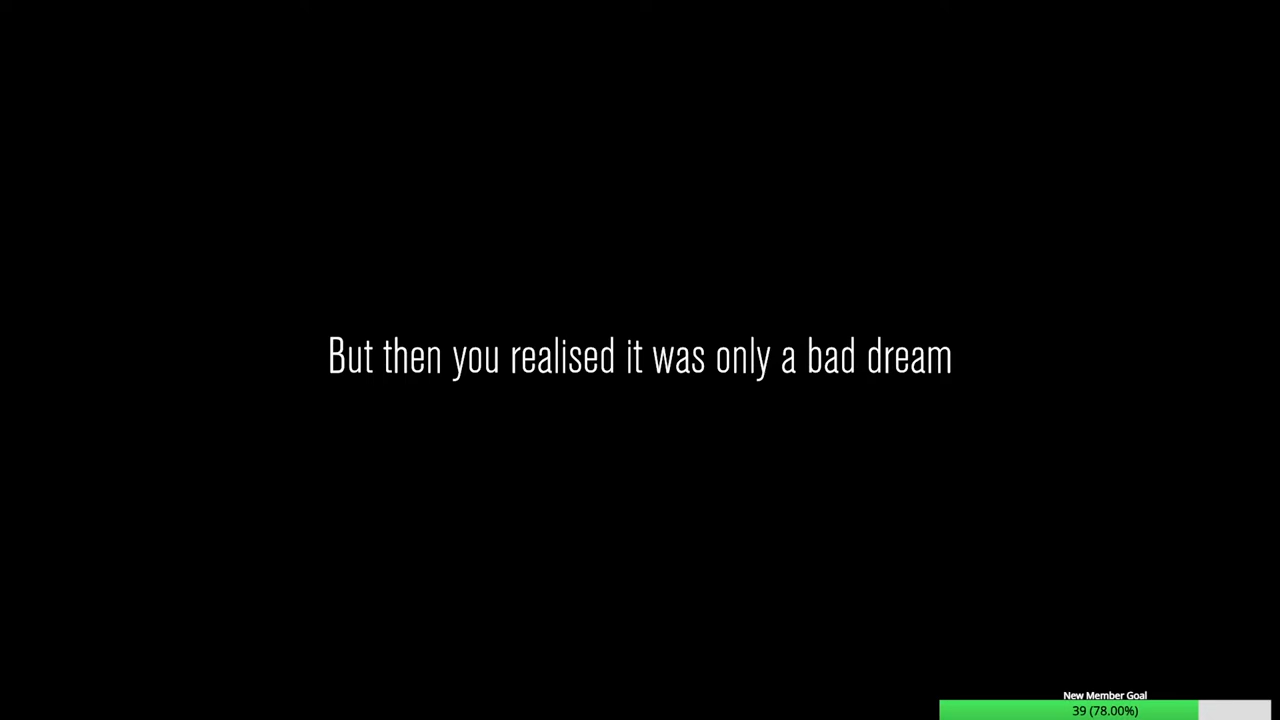 But then you realised it was only a bad dream
New Member Goal
39 (78.00%)